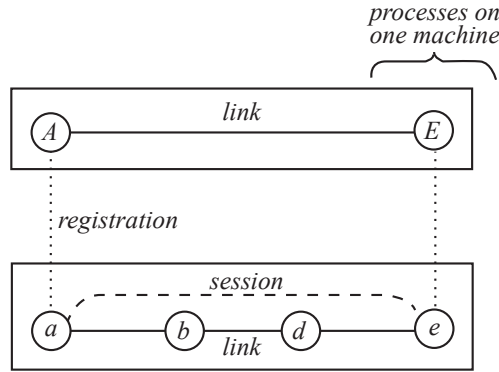 processes on
one machine
link
A
E
registration
session
a
b
d
e
link